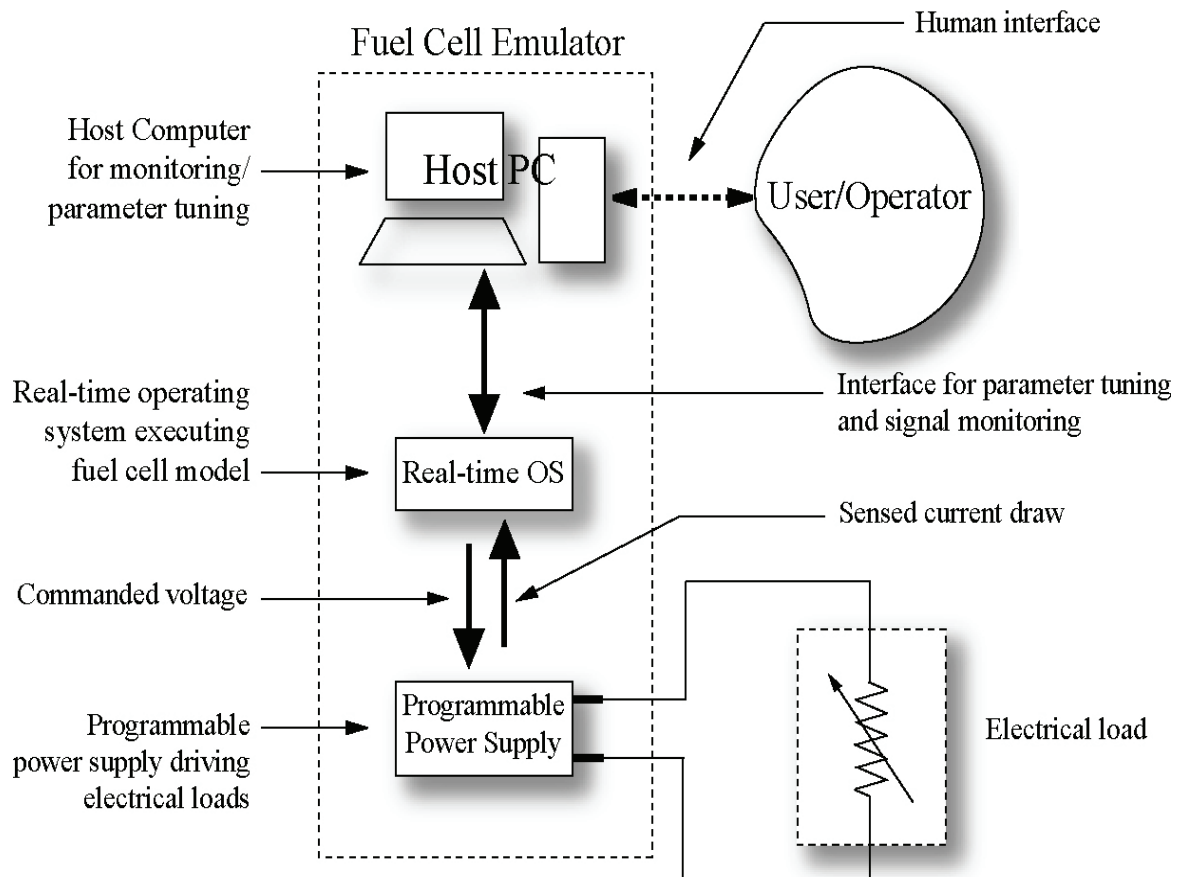 Human interface
Fuel Cell Emulator
Host Computer
for monitoring/
parameter tuning
Host PC
User/Operator
Real-time operating
system executing
fuel cell model
Interface for parameter tuning
and signal monitoring
Real-time OS
Sensed current draw
Commanded voltage
Programmable
Power Supply
Programmable
power supply driving
electrical loads
Electrical load